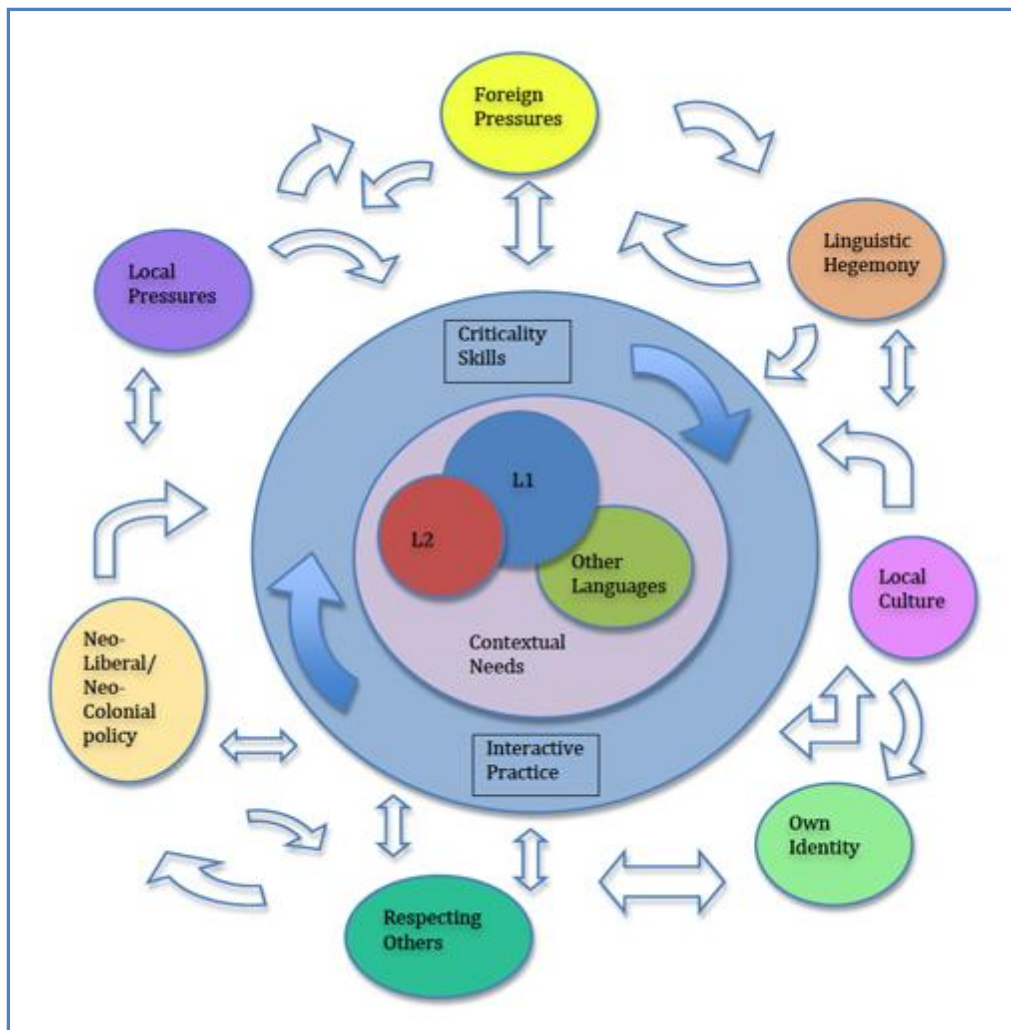 Foreign
Pressures
Linguistic
Hegemony
Local
Pressures
Criticality
Skills
L1
L2
Other
Languages
Local
Culture
Contextual
Needs
Neo-
Liberal/
Neo-
Colonial
policy
Interactive
Practice
Own
Identity
Respecting
Others